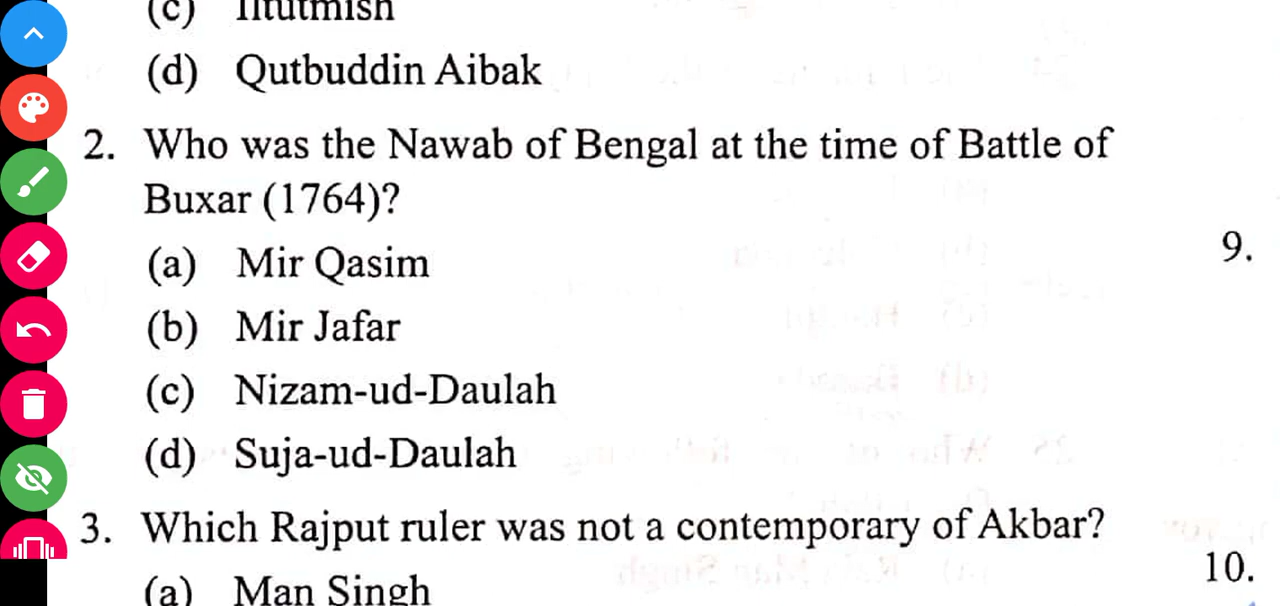 (c) Iltutmish
(d) Qutbuddin Aibak
2. Who was the Nawab of Bengal at the time of Battle of
Buxar (1764)?
(a) Mir Qasim
(b) Mir Jafar
(c) Nizam-ud-Daulah
(d) Suja-ud-Daulah
3. Which Rajput ruler was not a contemporary of Akbar?
(a) Man Singh
9.
10.